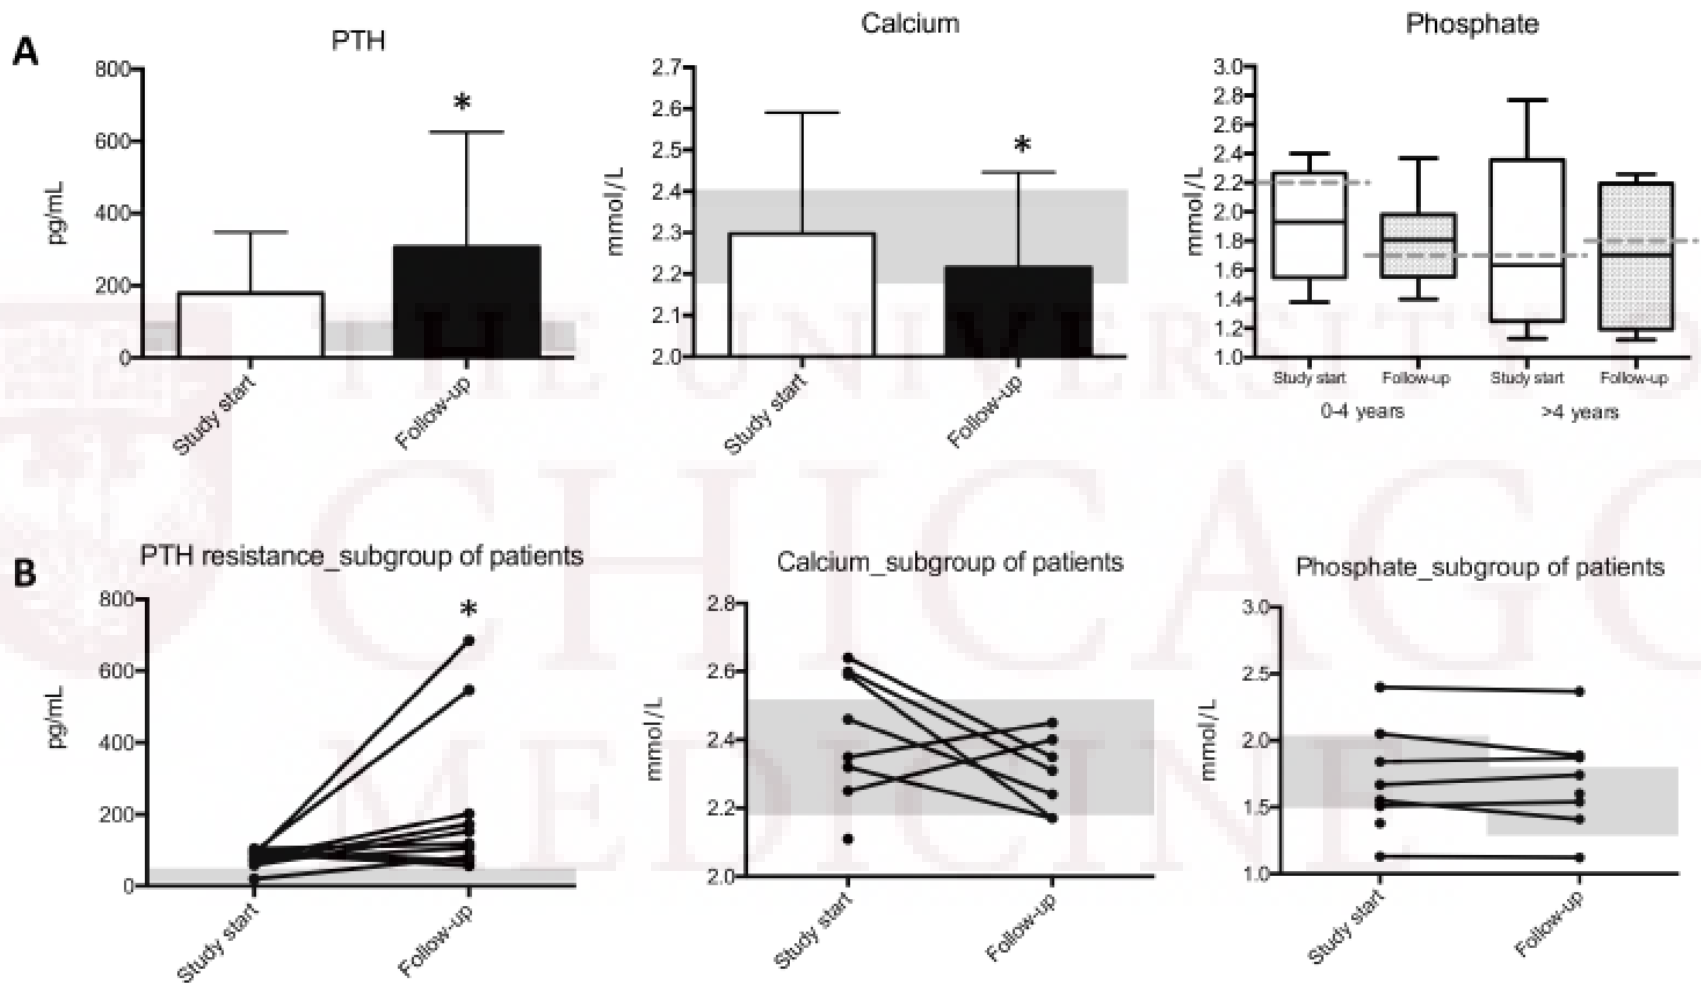 A
PTH
800
600
400
200
0
pg/mL
*
Study start
Follow-up
Calcium
2.7
2.6
2.5
2.4
2.3
2.2
2.1
2.0
mmol/L
*
Study start
Follow-up
Phosphate
3.0
2.8
2.6
2.4
2.2
2.0
1.8
1.6
1.4
1.2
1.0
mmol/L
Study start
Follow-up
Study start
Follow-up
0-4 years
>4 years
THE UNIVERSITY O
CHICAGO
MEDICINE
B
PTH resistance_subgroup of patients
800
600
400
200
0
pg/mL
*
Study start
Follow-up
Calcium_subgroup of patients
2.8
2.6
2.4
2.2
2.0
mmol/L
Study start
Follow-up
Phosphate_subgroup of patients
3.0
2.5
2.0
1.5
1.0
mmol/L
Study start
Follow-up